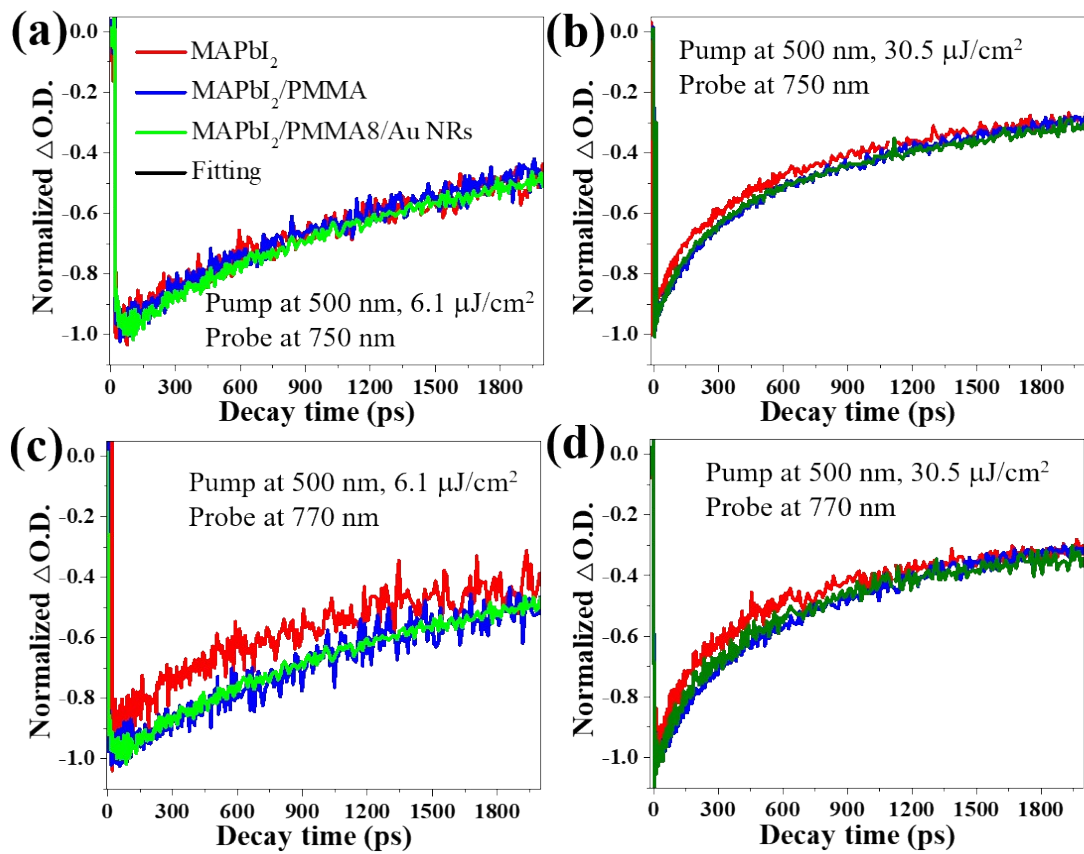 (a)
0.0
-0.2
-0.4
-0.6
-0.8
-1.0
Normalized △O.D.
MAPbI₂
MAPbI₂/PMMA
MAPbI₂/PMMA8/Au NRs
Fitting
Pump at 500 nm, 6.1 μJ/cm²
Probe at 750 nm
0 300 600 900 1200 1500 1800
Decay time (ps)
(b)
0.0
-0.2
-0.4
-0.6
-0.8
-1.0
Normalized △O.D.
Pump at 500 nm, 30.5 μJ/cm²
Probe at 750 nm
0 300 600 900 1200 1500 1800
Decay time (ps)
(c)
0.0
-0.2
-0.4
-0.6
-0.8
-1.0
Normalized △O.D.
Pump at 500 nm, 6.1 μJ/cm²
Probe at 770 nm
0 300 600 900 1200 1500 1800
Decay time (ps)
(d)
0.0
-0.2
-0.4
-0.6
-0.8
-1.0
Normalized △O.D.
Pump at 500 nm, 30.5 μJ/cm²
Probe at 770 nm
0 300 600 900 1200 1500 1800
Decay time (ps)